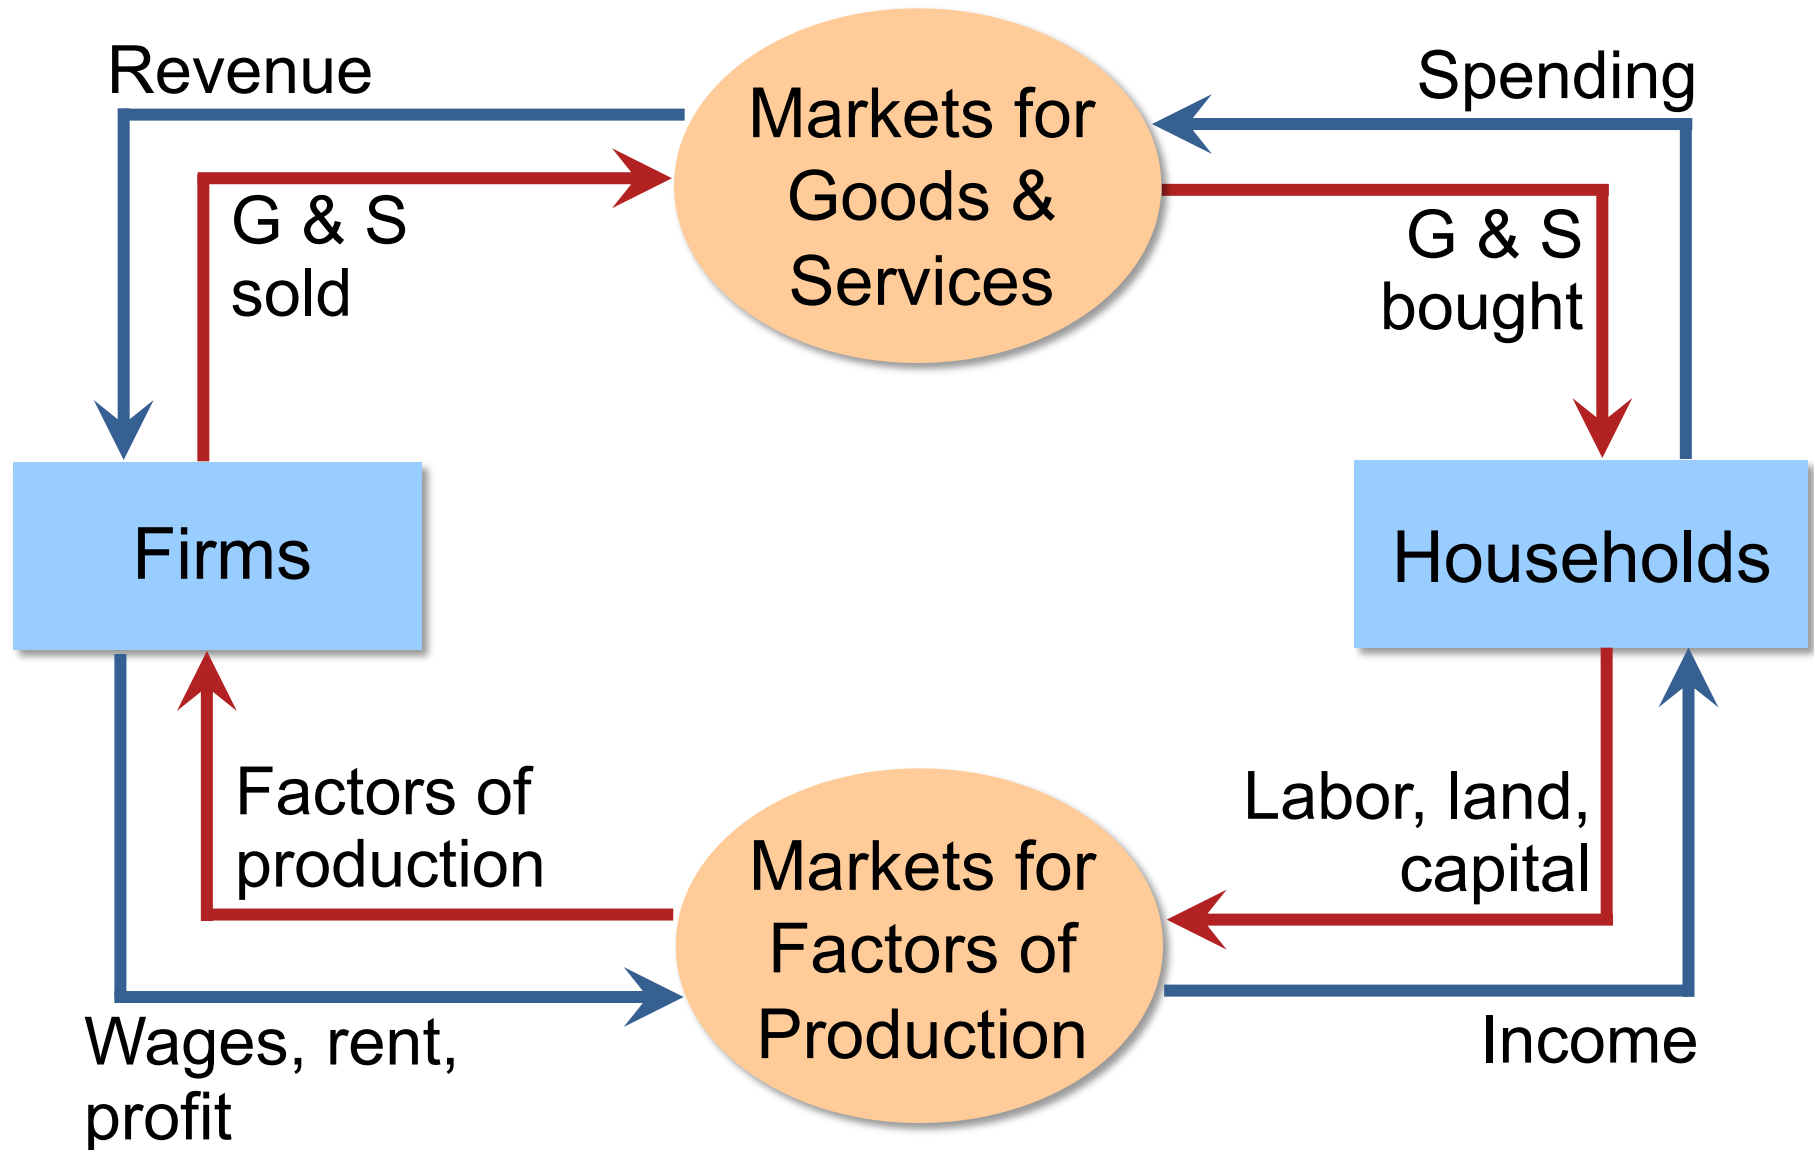 Revenue
Spending
Markets for
Goods &
Services
G & S
sold
G & S
bought
Firms
Households
Factors of
production
Labor, land,
capital
Markets for
Factors of
Production
Wages, rent,
profit
Income